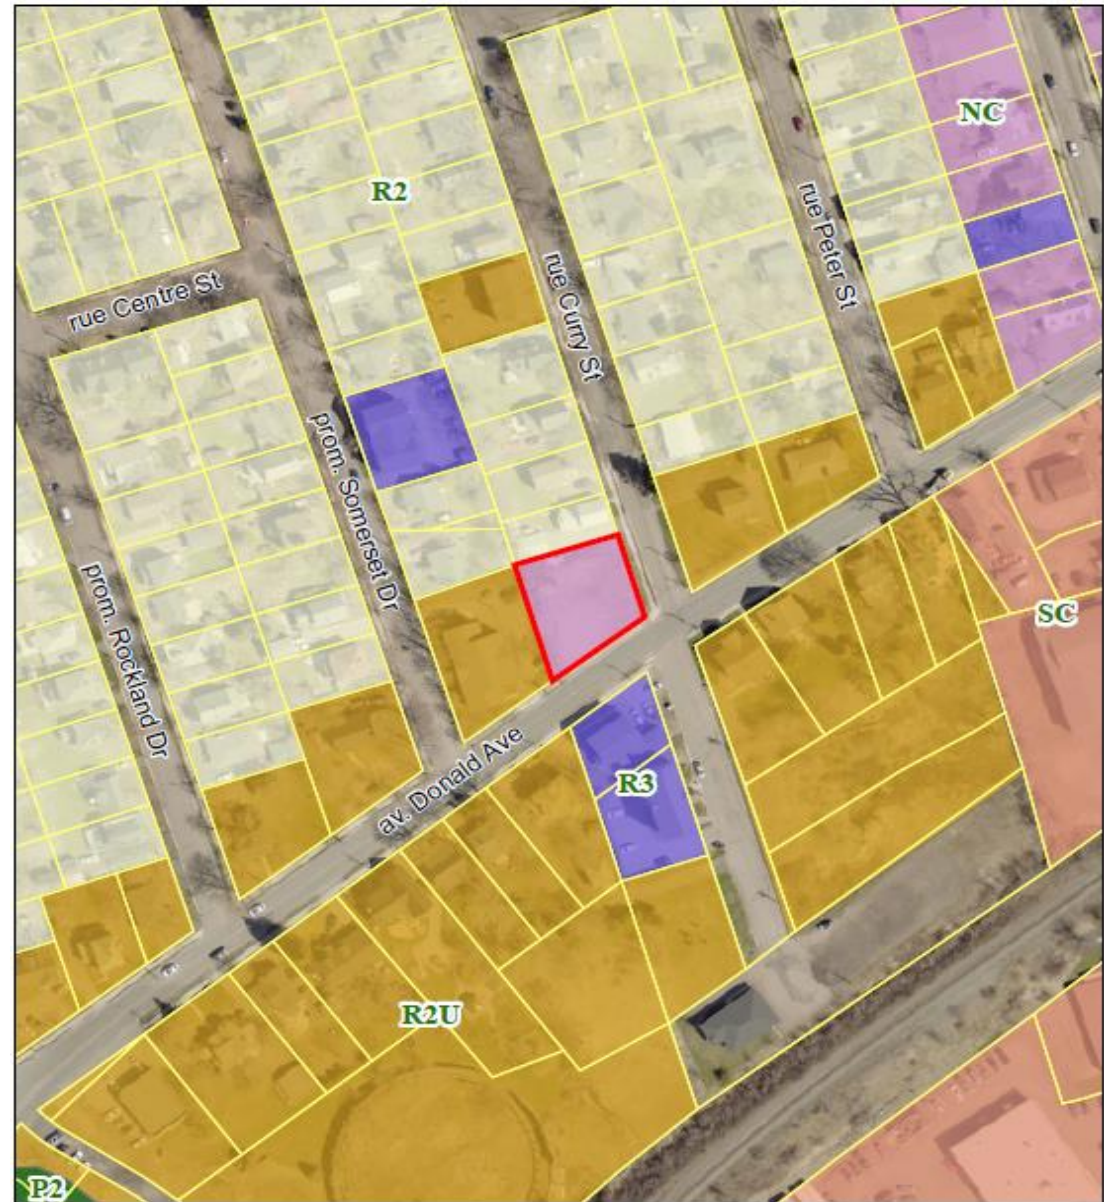 NC
R2
rue Centre St
rue Peter St
rue Curry St
prom. Somerset Dr
prom. Rockland Dr
SC
av. Donald Ave
R3
R2U
P2